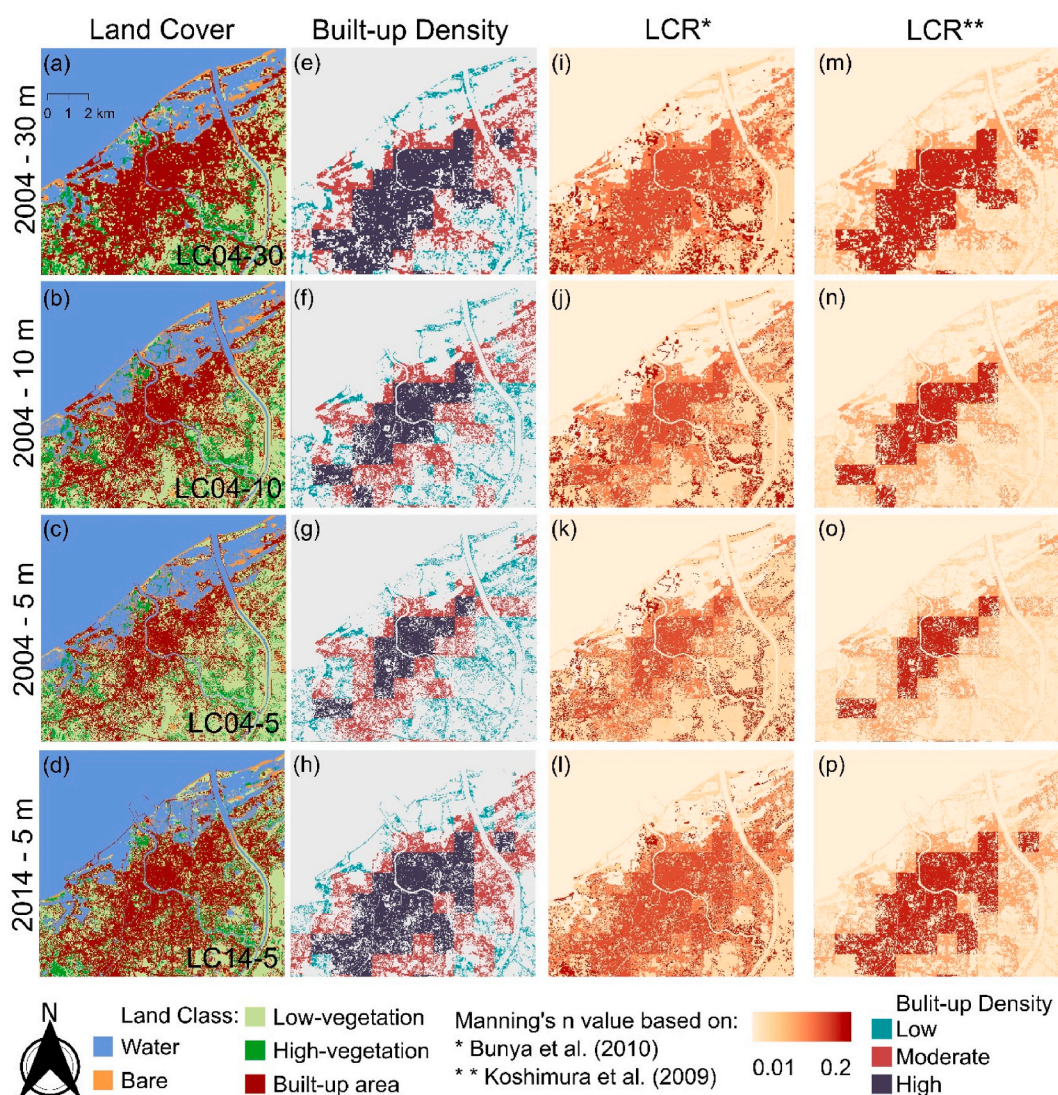 Land Cover Built-up Density LCR* LCR**
2004 - 30 m
(a) (e) (i) (m)
0 1 2 km
LC04-30
2004 - 10 m
(b) (f) (j) (n)
LC04-10
2004 - 5 m
(c) (g) (k) (o)
LC04-5
2014 - 5 m
(d) (h) (l) (p)
LC14-5
N
Land Class:
Water
Bare
Low-vegetation
High-vegetation
Built-up area
Manning's n value based on:
* Bunya et al. (2010)
* * Koshimura et al. (2009)
0.01 0.2
Bulit-up Density
Low
Moderate
High